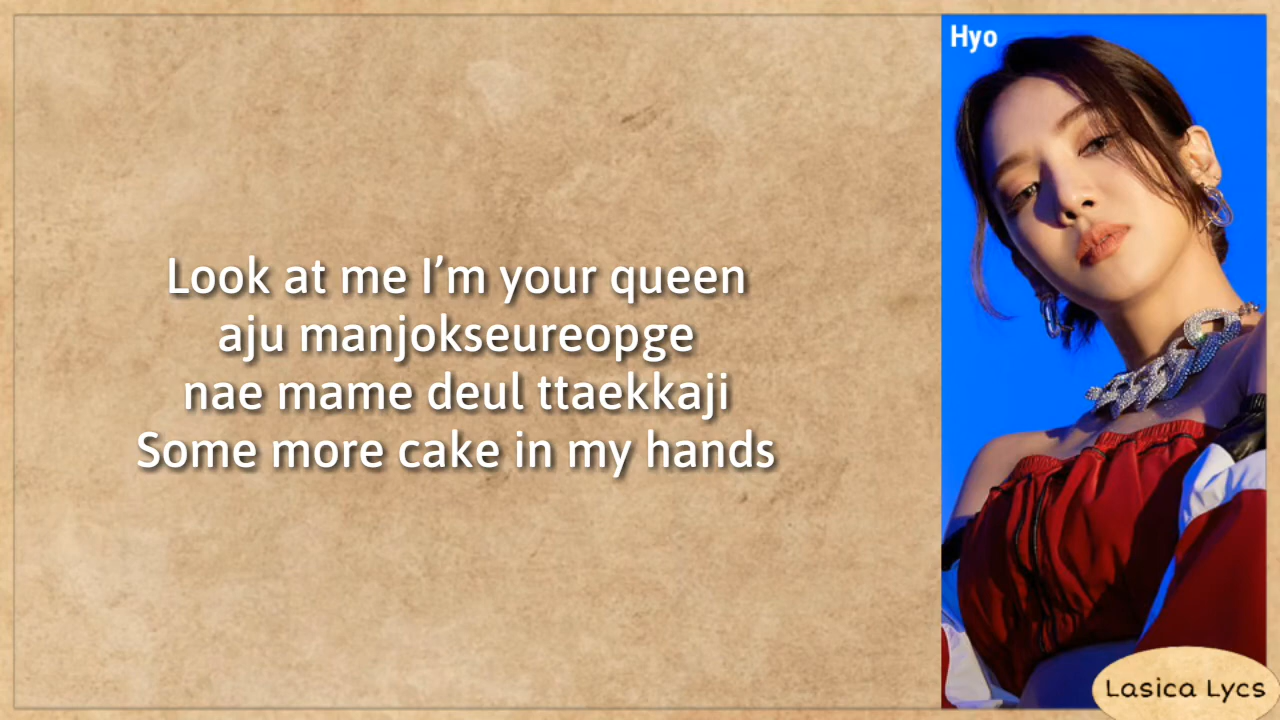 Hyo
Look at me I’m your queen
aju manjokseureopge
nae mame deul ttaekkaji
Some more cake in my hands
Lasica Lycs